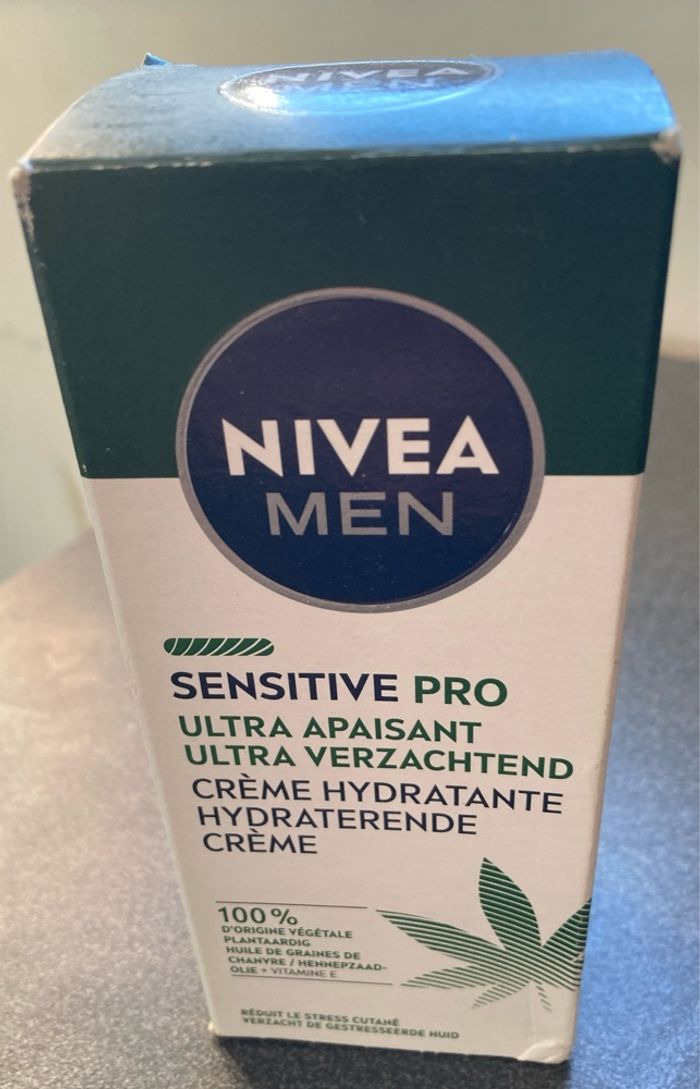 NIVEA
MEN
NIVEA
MEN
SENSITIVE PRO
ULTRA APAISANT
ULTRA VERZACHTEND
CRÈME HYDRATANTE
HYDRATERENDE
CRÈME
100%
D'ORIGINE VÉGÉTALE
PLANTAARDIG
HUILE DE GRAINES DE
CHANVRE / HENNEPZAAD-
OLIE + VITAMINE E
RÉDUIT LE STRESS CUTANÉ
VERZACHT DE GESTRESSEERDE HUID